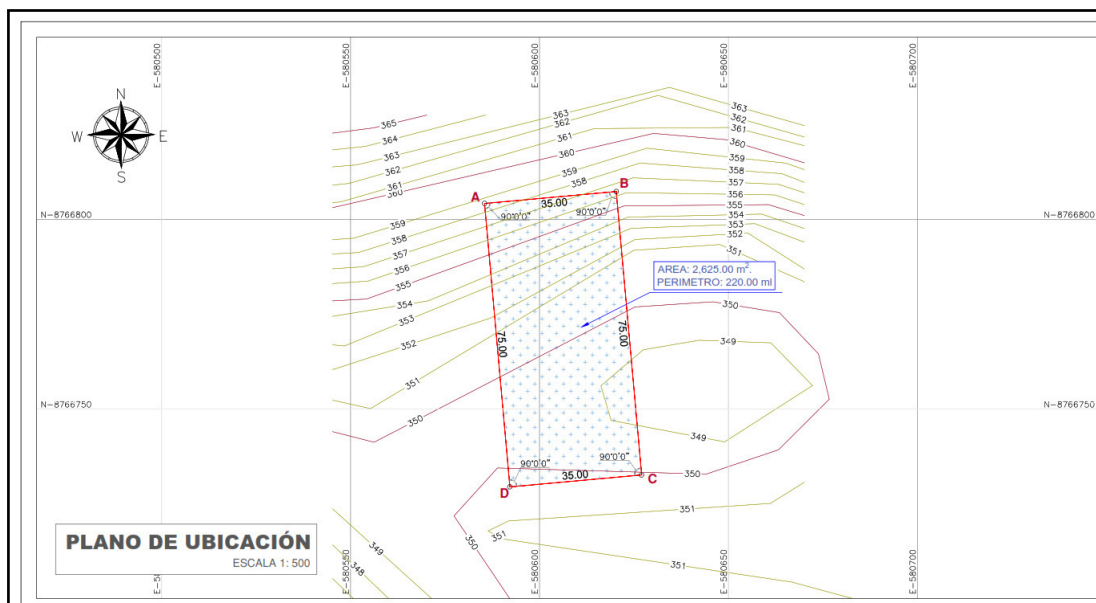 E-580500
E-580550
E-580600
E-580650
E-580700
N
W E
S
365
364
363
362
361
360
363
362
361
360
363
362
361
360
359
358
359
358
357
356
355
354
353
352
351
359
358
357
356
355
354
353
352
351
A
B
35.00
90°0'0"
90°0'0"
N-8766800
N-8766800
AREA: 2,625.00 m².
PERIMETRO: 220.00 ml
350
349
75.00
75.00
350
N-8766750
N-8766750
349
350
90°0'0"
90°0'0"
35.00
D
C
351
351
350
351
349
348
PLANO DE UBICACIÓN
ESCALA 1: 500
E-580550
E-580600
E-580650
E-580700